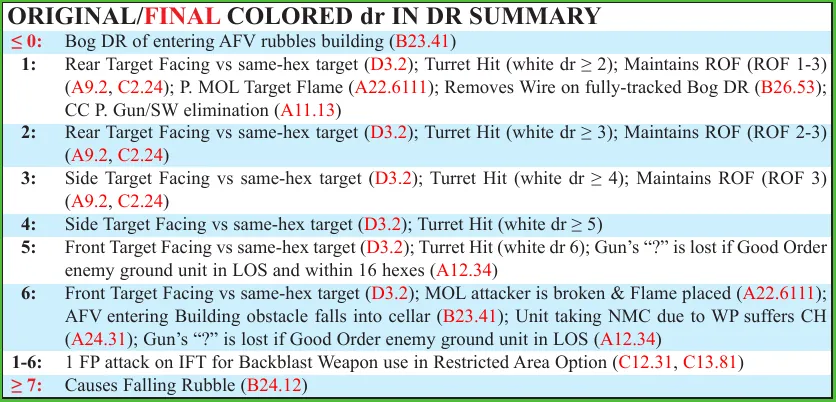 ORIGINAL/FINAL COLORED dr IN DR SUMMARY
≤ 0: Bog DR of entering AFV rubbles building (B23.41)
1: Rear Target Facing vs same-hex target (D3.2); Turret Hit (white dr ≥ 2); Maintains ROF (ROF 1-3)
(A9.2, C2.24); P. MOL Target Flame (A22.6111); Removes Wire on fully-tracked Bog DR (B26.53);
CC P. Gun/SW elimination (A11.13)
2: Rear Target Facing vs same-hex target (D3.2); Turret Hit (white dr ≥ 3); Maintains ROF (ROF 2-3)
(A9.2, C2.24)
3: Side Target Facing vs same-hex target (D3.2); Turret Hit (white dr ≥ 4); Maintains ROF (ROF 3)
(A9.2, C2.24)
4: Side Target Facing vs same-hex target (D3.2); Turret Hit (white dr ≥ 5)
5: Front Target Facing vs same-hex target (D3.2); Turret Hit (white dr 6); Gun's “?” is lost if Good Order
enemy ground unit in LOS and within 16 hexes (A12.34)
6: Front Target Facing vs same-hex target (D3.2); MOL attacker is broken & Flame placed (A22.6111);
AFV entering Building obstacle falls into cellar (B23.41); Unit taking NMC due to WP suffers CH
(A24.31); Gun's “?” is lost if Good Order enemy ground unit in LOS (A12.34)
1-6: 1 FP attack on IFT for Backblast Weapon use in Restricted Area Option (C12.31, C13.81)
≥ 7: Causes Falling Rubble (B24.12)